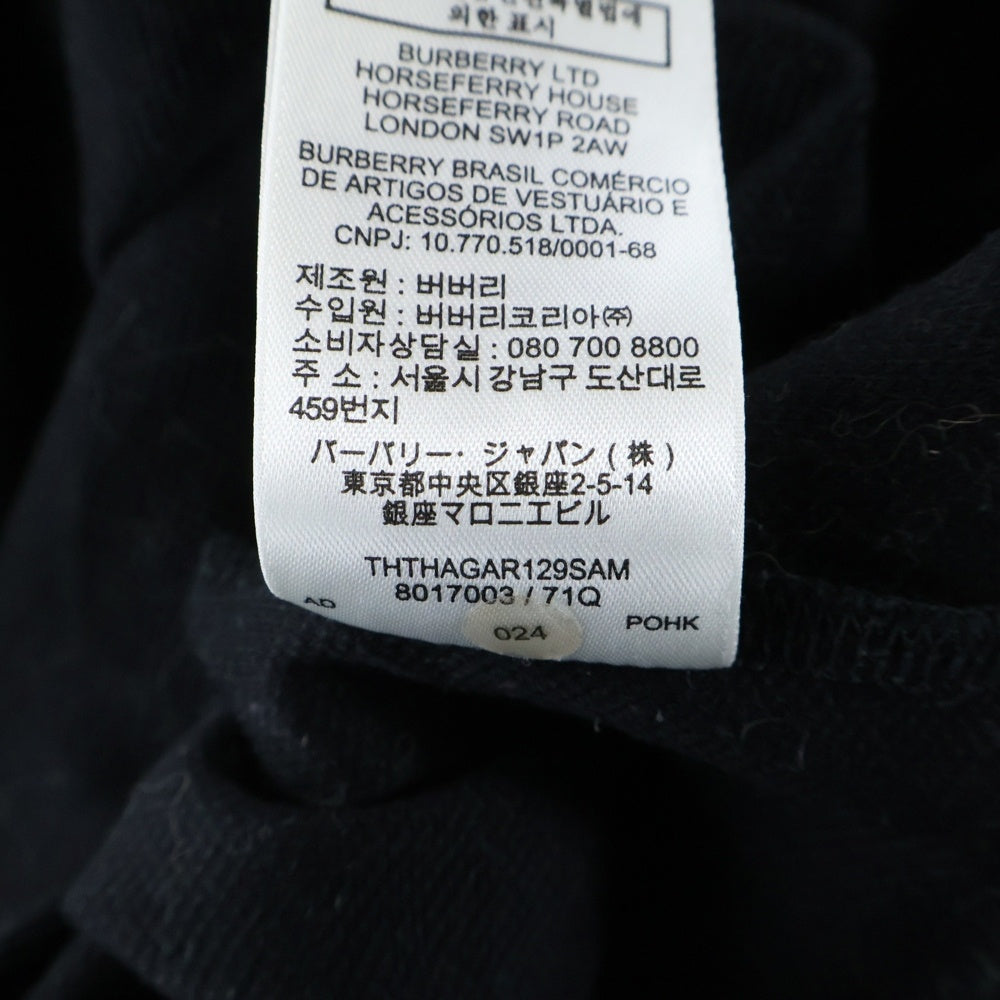 의한 표시
BURBERRY LTD
HORSEFERRY HOUSE
HORSEFERRY ROAD
LONDON SW1P 2AW
BURBERRY BRASIL COMÉRCIO
DE ARTIGOS DE VESTUÁRIO E
ACESSÓRIOS LTDA.
CNPJ: 10.770.518/0001-68
제조원 : 버버리
수입원 : 버버리코리아㈜
소비자상담실 : 080 700 8800
주 소 : 서울시 강남구 도산대로
459번지
バーバリー・ジャパン ( 株 )
東京都中央区銀座2-5-14
銀座マロニエビル
THTHAGAR129SAM
8017003 / 71Q
AD
024
POHK